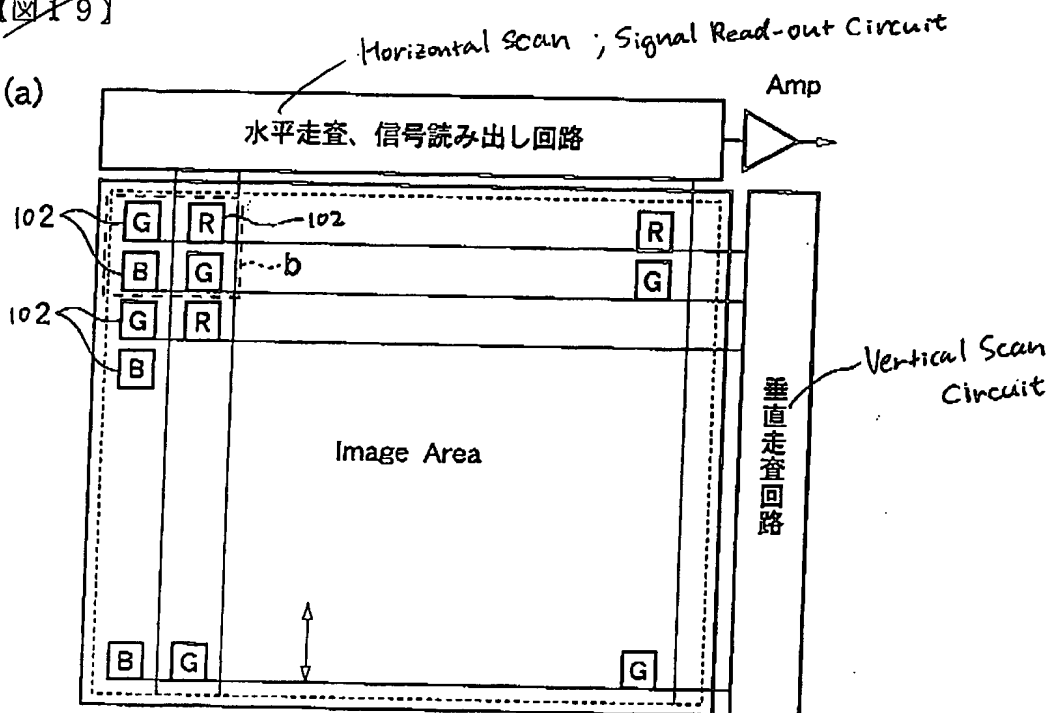 【図19】
Horizontal Scan ; Signal Read-out Circuit
(a)
Amp
水平走査、信号読み出し回路
102 G R 102 R
B G b G
102 G R
B
Vertical Scan Circuit
垂直走査回路
Image Area
B G G